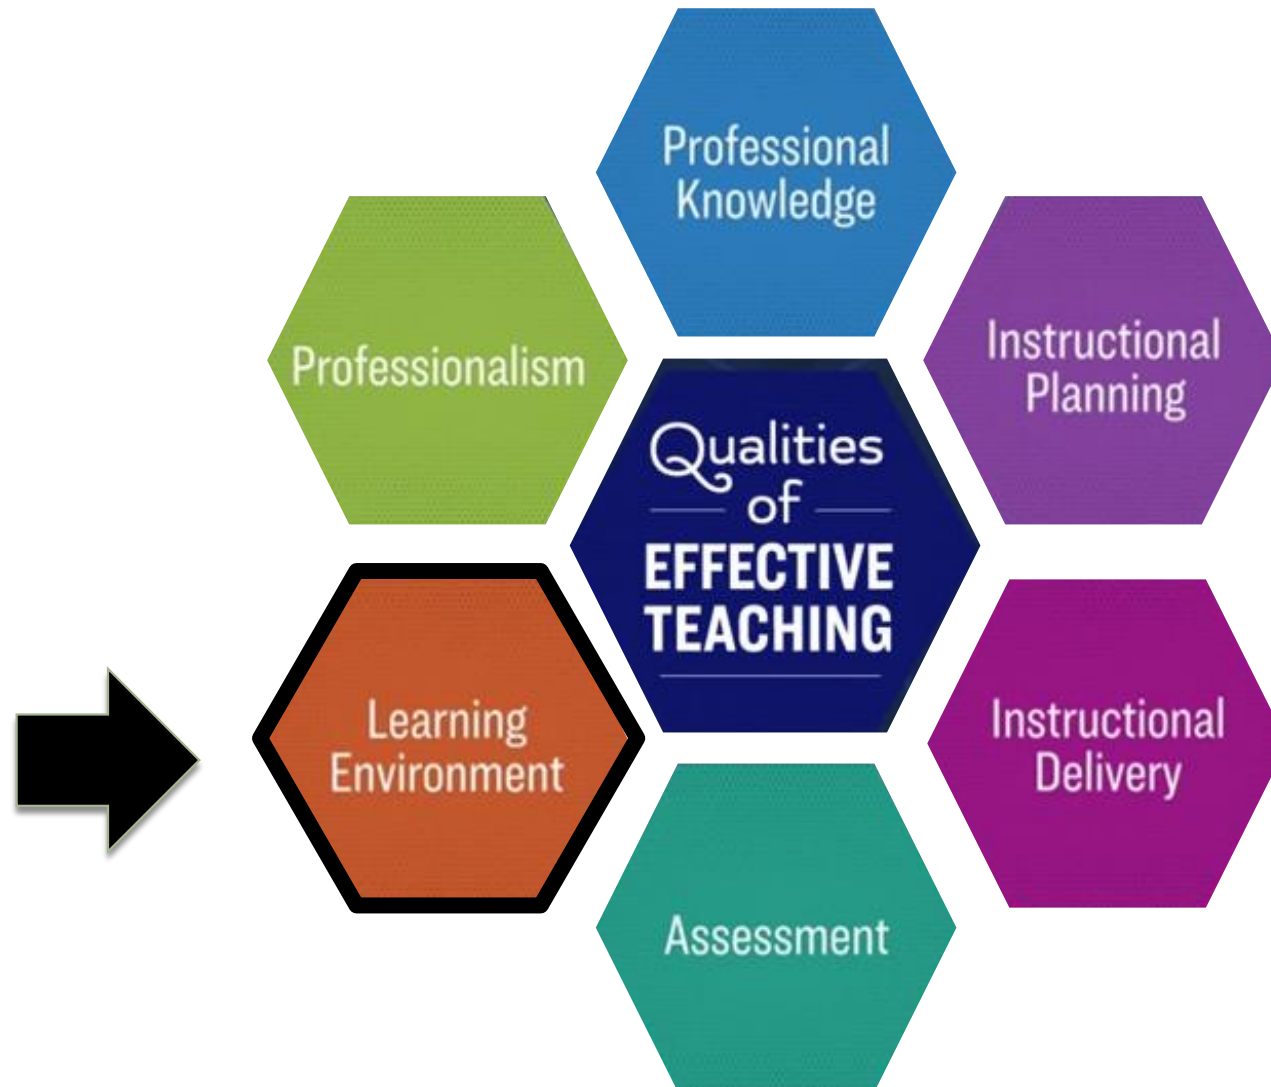 Professional
Knowledge
Professionalism
Instructional
Planning
Qualities
of
EFFECTIVE
TEACHING
Learning
Environment
Instructional
Delivery
Assessment